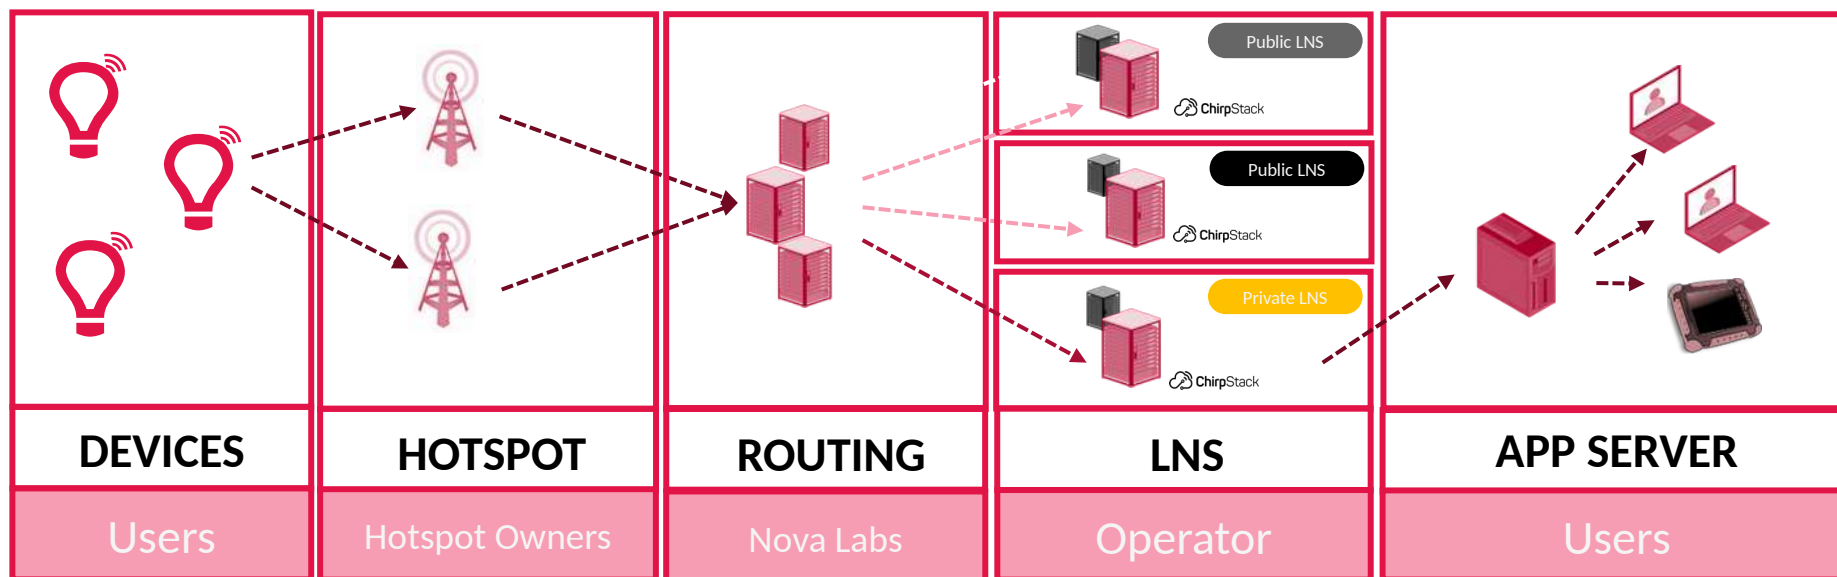 Public LNS
ChirpStack
Public LNS
ChirpStack
Private LNS
ChirpStack
DEVICES
HOTSPOT
ROUTING
LNS
APP SERVER
Users
Hotspot Owners
Nova Labs
Operator
Users